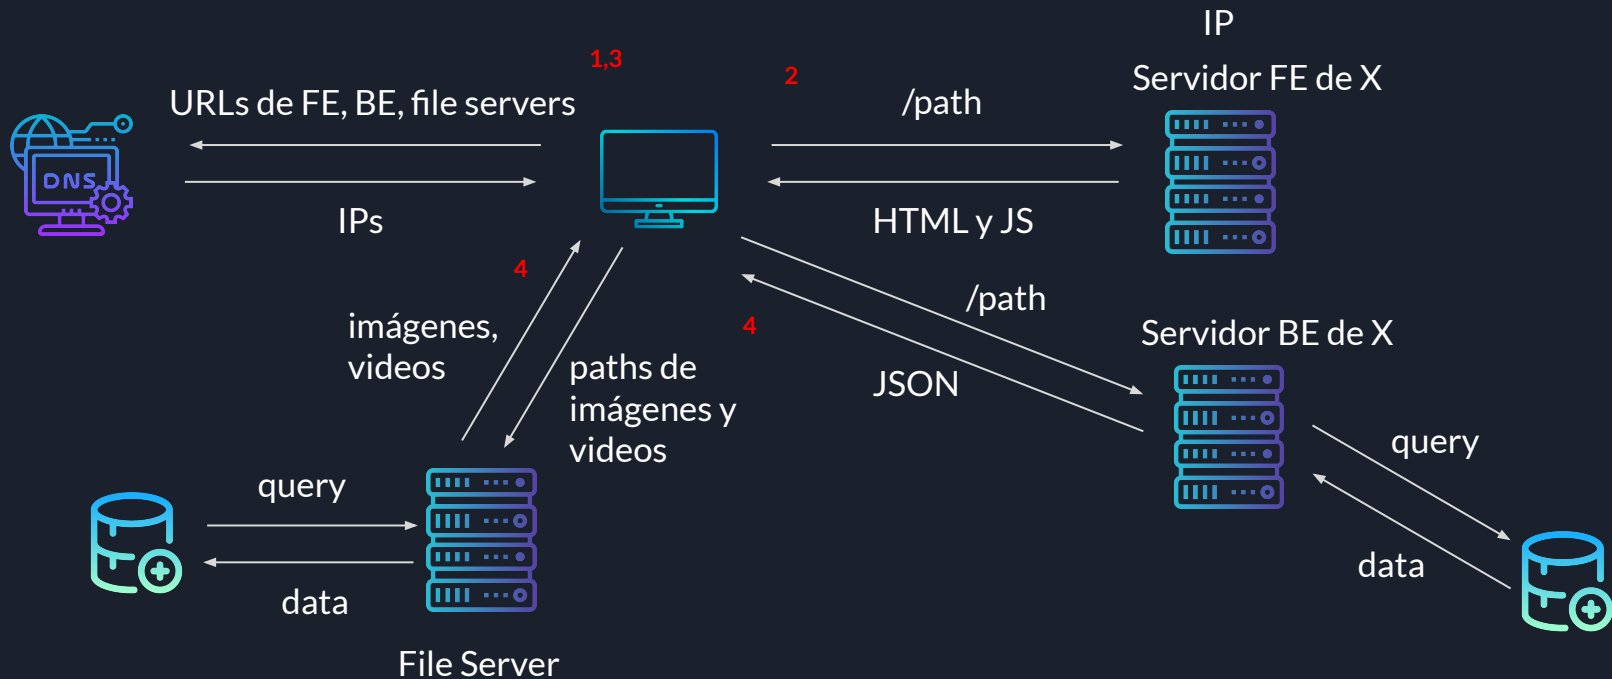 IP
1,3
2
Servidor FE de X
URLs de FE, BE, file servers
/path
DNS
IPs
HTML y JS
4
/path
imágenes,
videos
4
Servidor BE de X
paths de
imágenes y
videos
JSON
query
query
data
data
File Server